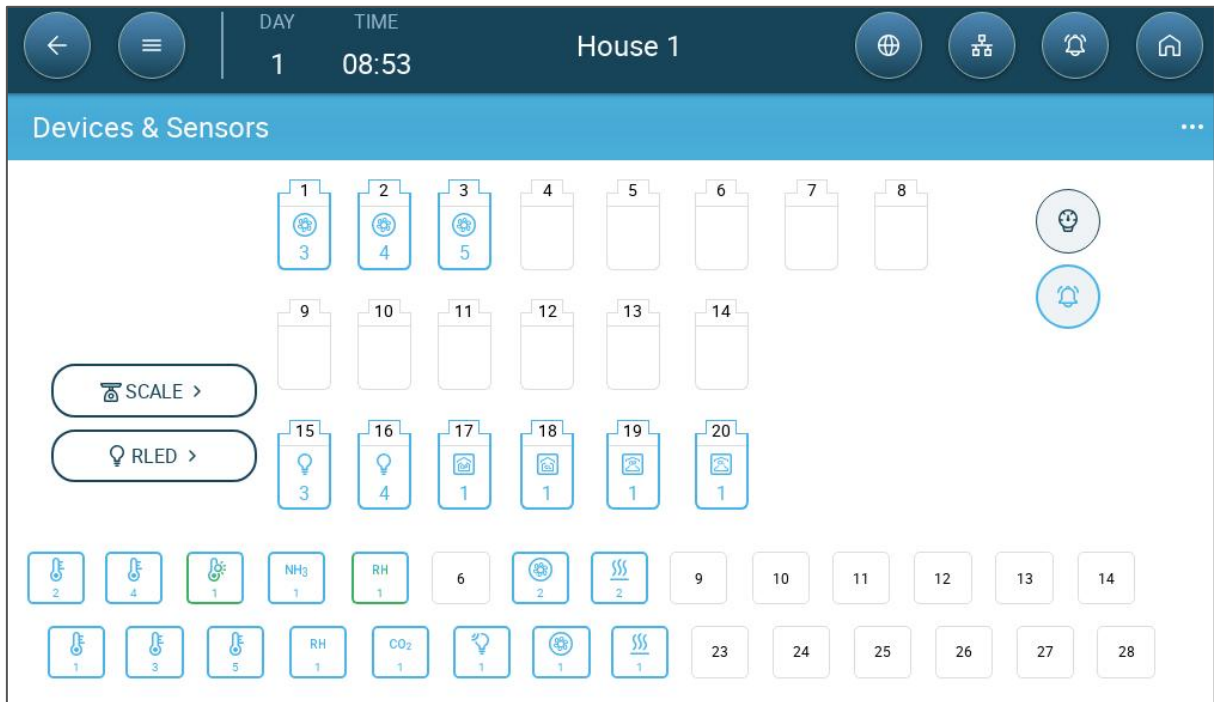 DAY TIME
1 08:53
House 1
Devices & Sensors
1 2 3 4 5 6 7 8
3 4 5
9 10 11 12 13 14
SCALE >
RLED >
15 16 17 18 19 20
3 4 1 1 1 1
NH₃ RH 6 9 10 11 12 13 14
2 4 1 1 1 2 2
RH CO₂ 23 24 25 26 27 28
1 3 5 1 1 1 1 1